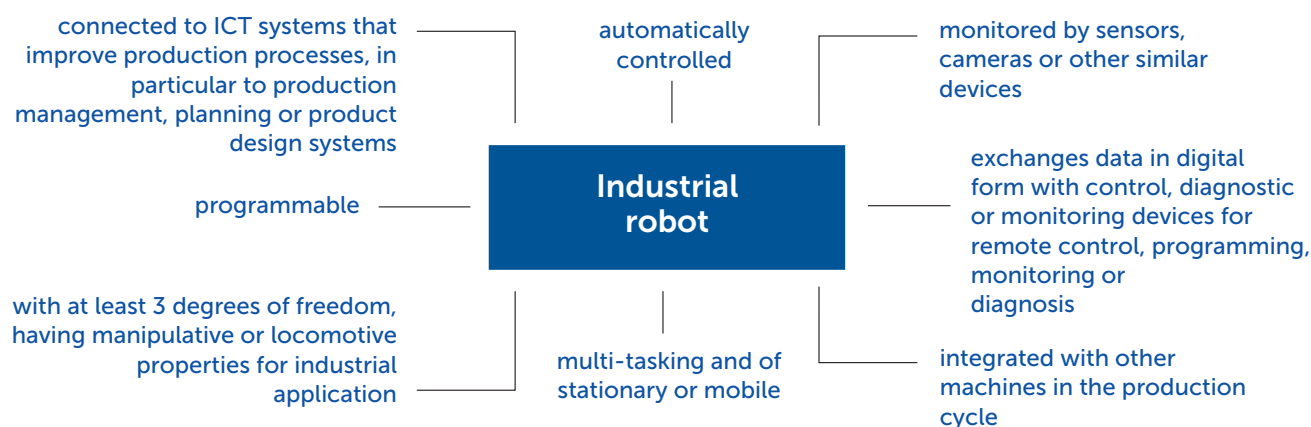 connected to ICT systems that
improve production processes, in
particular to production
management, planning or product
design systems
automatically
controlled
monitored by sensors,
cameras or other similar
devices
programmable
Industrial
robot
exchanges data in digital
form with control, diagnostic
or monitoring devices for
remote control, programming,
monitoring or
diagnosis
with at least 3 degrees of freedom,
having manipulative or locomotive
properties for industrial
application
multi-tasking and of
stationary or mobile
integrated with other
machines in the production
cycle